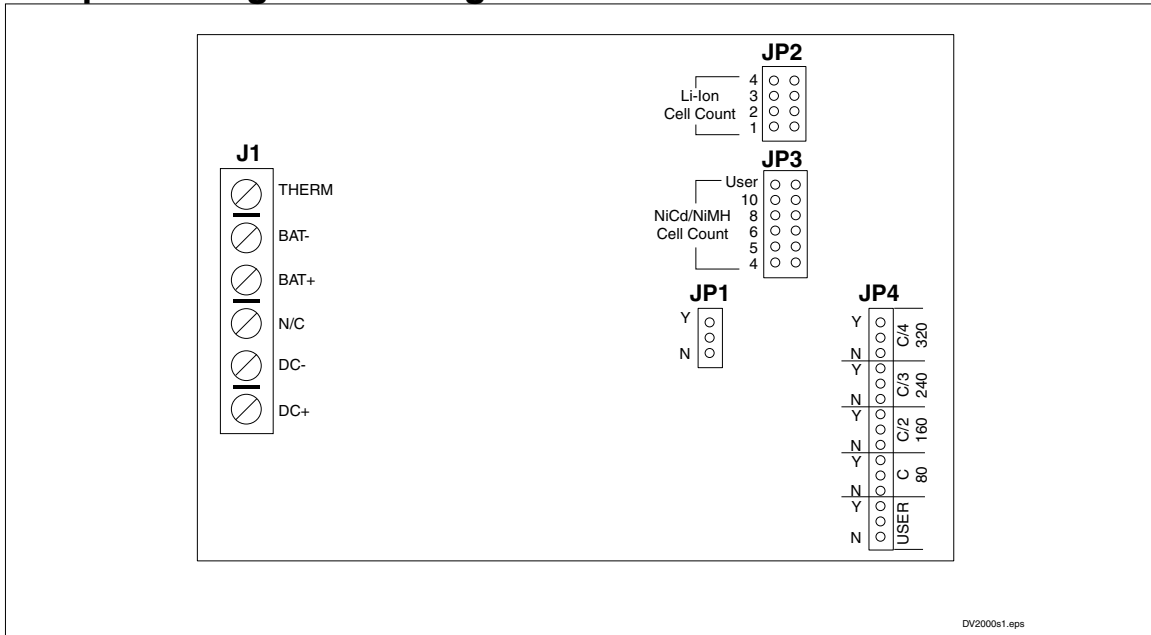 J1
THERM
BAT-
BAT+
N/C
DC-
DC+
JP2
4
Li-Ion 3
Cell Count 2
1
JP3
User
10
NiCd/NiMH 8
Cell Count 6
5
4
JP1
Y
N
JP4
Y
N
C/4
320
Y
N
C/3
240
Y
N
C/2
160
Y
N
C
80
Y
N
USER
DV2000s1.eps